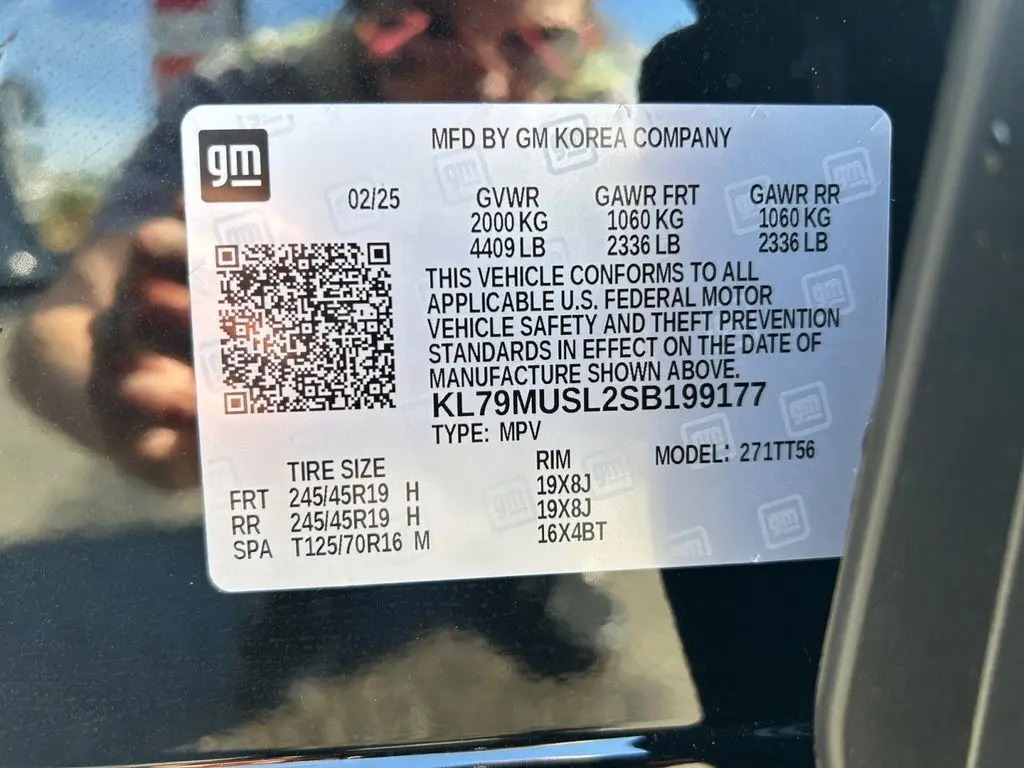 gm
MFD BY GM KOREA COMPANY
02/25
GVWR GAWR FRT GAWR RR
2000 KG 1060 KG 1060 KG
4409 LB 2336 LB 2336 LB
THIS VEHICLE CONFORMS TO ALL
APPLICABLE U.S. FEDERAL MOTOR
VEHICLE SAFETY AND THEFT PREVENTION
STANDARDS IN EFFECT ON THE DATE OF
MANUFACTURE SHOWN ABOVE.
KL79MUSL2SB199177
TYPE: MPV
MODEL: 271TT56
TIRE SIZE RIM
FRT 245/45R19 H 19X8J
RR 245/45R19 H 19X8J
SPA T125/70R16 M 16X4BT